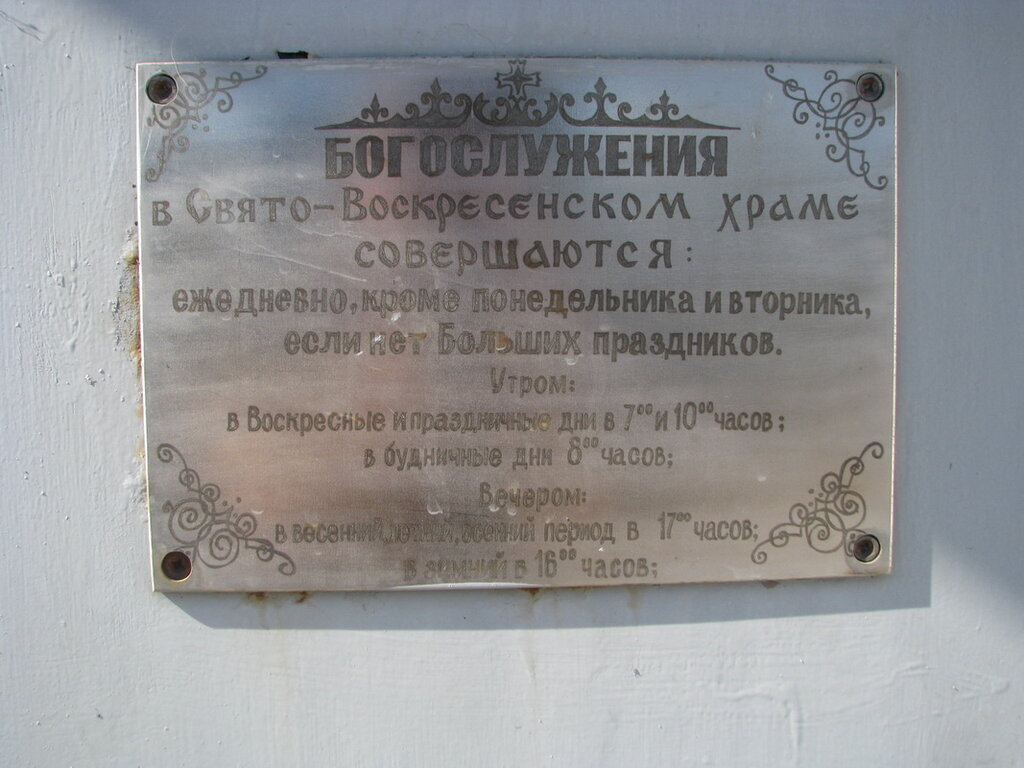 БОГОСЛУЖЕНИЯ
в Свято-Воскресенском храме
совершаются:
ежедневно, кроме понедельника и вторника,
если нет Больших праздников.
Утром:
в Воскресные и праздничные дни в 7⁰⁰ и 10⁰⁰ часов;
в будничные дни 8⁰⁰ часов;
Вечером:
в весенний, летний, осенний период в 17⁰⁰ часов;
в зимний в 16⁰⁰ часов;